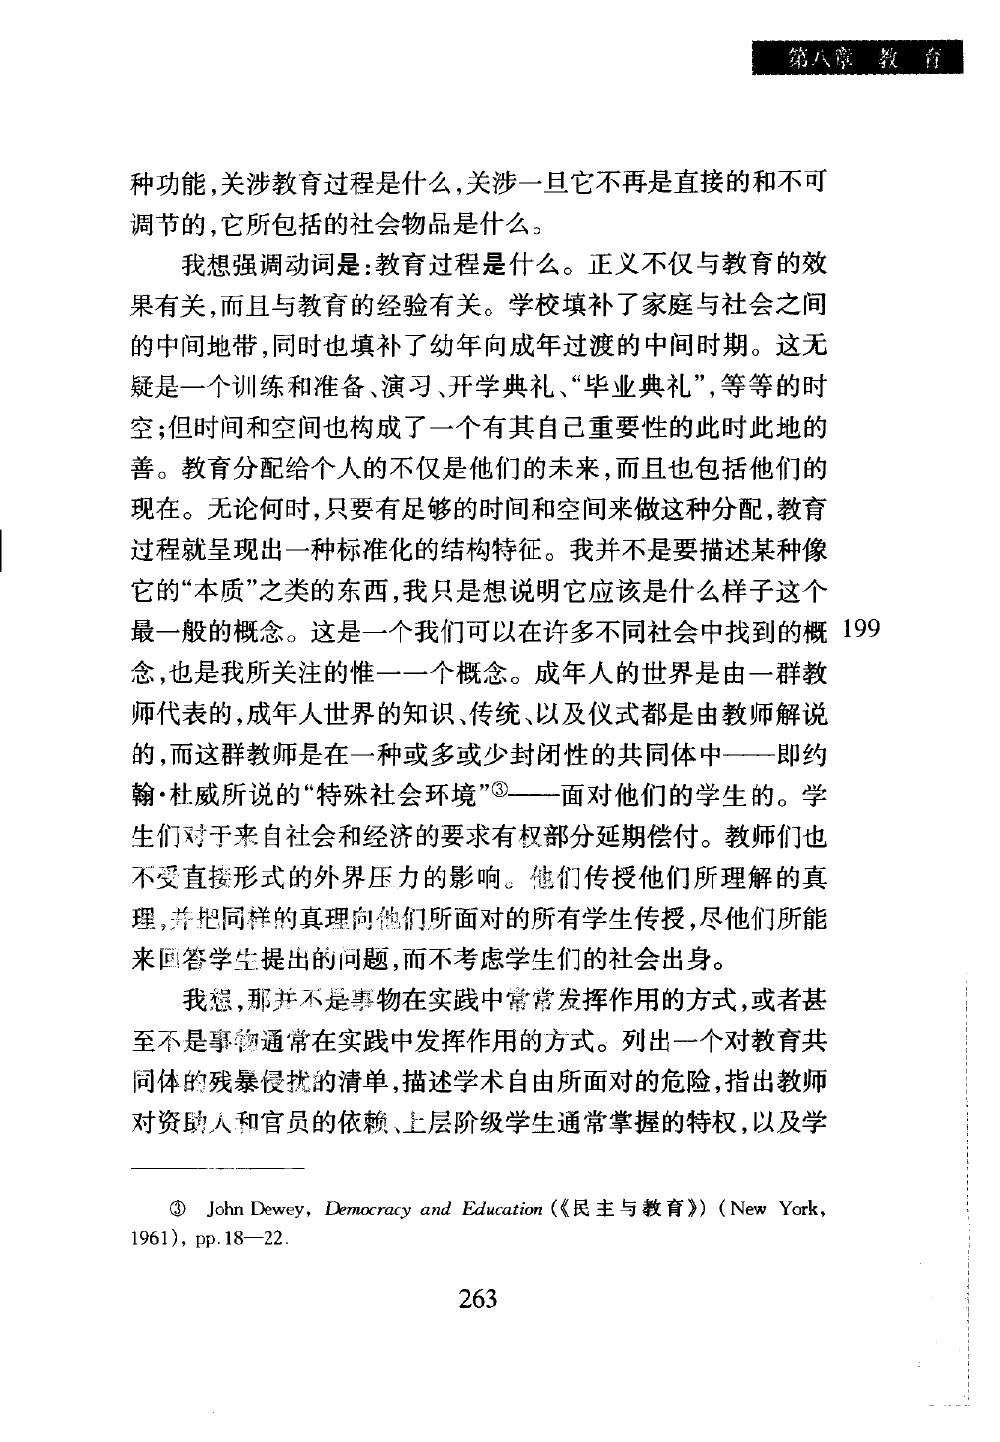 第八章 教 育
种功能,关涉教育过程是什么,关涉一旦它不再是直接的和不可
调节的,它所包括的社会物品是什么。
我想强调动词是:教育过程是什么。正义不仅与教育的效
果有关,而且与教育的经验有关。学校填补了家庭与社会之间
的中间地带,同时也填补了幼年向成年过渡的中间时期。这无
疑是一个训练和准备、演习、开学典礼、“毕业典礼”,等等的时
空;但时间和空间也构成了一个有其自己重要性的此时此地的
善。教育分配给个人的不仅是他们的未来,而且也包括他们的
现在。无论何时,只要有足够的时间和空间来做这种分配,教育
过程就呈现出一种标准化的结构特征。我并不是要描述某种像
它的“本质”之类的东西,我只是想说明它应该是什么样子这个
最一般的概念。这是一个我们可以在许多不同社会中找到的概 199
念,也是我所关注的惟一一个概念。成年人的世界是由一群教
师代表的,成年人世界的知识、传统、以及仪式都是由教师解说
的,而这群教师是在一种或多或少封闭性的共同体中——即约
翰·杜威所说的“特殊社会环境”③——面对他们的学生的。学
生们对于来自社会和经济的要求有权部分延期偿付。教师们也
不受直接形式的外界压力的影响。他们传授他们所理解的真
理,并把同样的真理向他们所面对的所有学生传授,尽他们所能
来回答学生提出的问题,而不考虑学生们的社会出身。
我想,那并不是事物在实践中常常发挥作用的方式,或者甚
至不是事物通常在实践中发挥作用的方式。列出一个对教育共
同体的残暴侵扰的清单,描述学术自由所面对的危险,指出教师
对资助人和官员的依赖、上层阶级学生通常掌握的特权,以及学
③ John Dewey, Democracy and Education (《民主与教育》) (New York,
1961), pp.18—22.
263